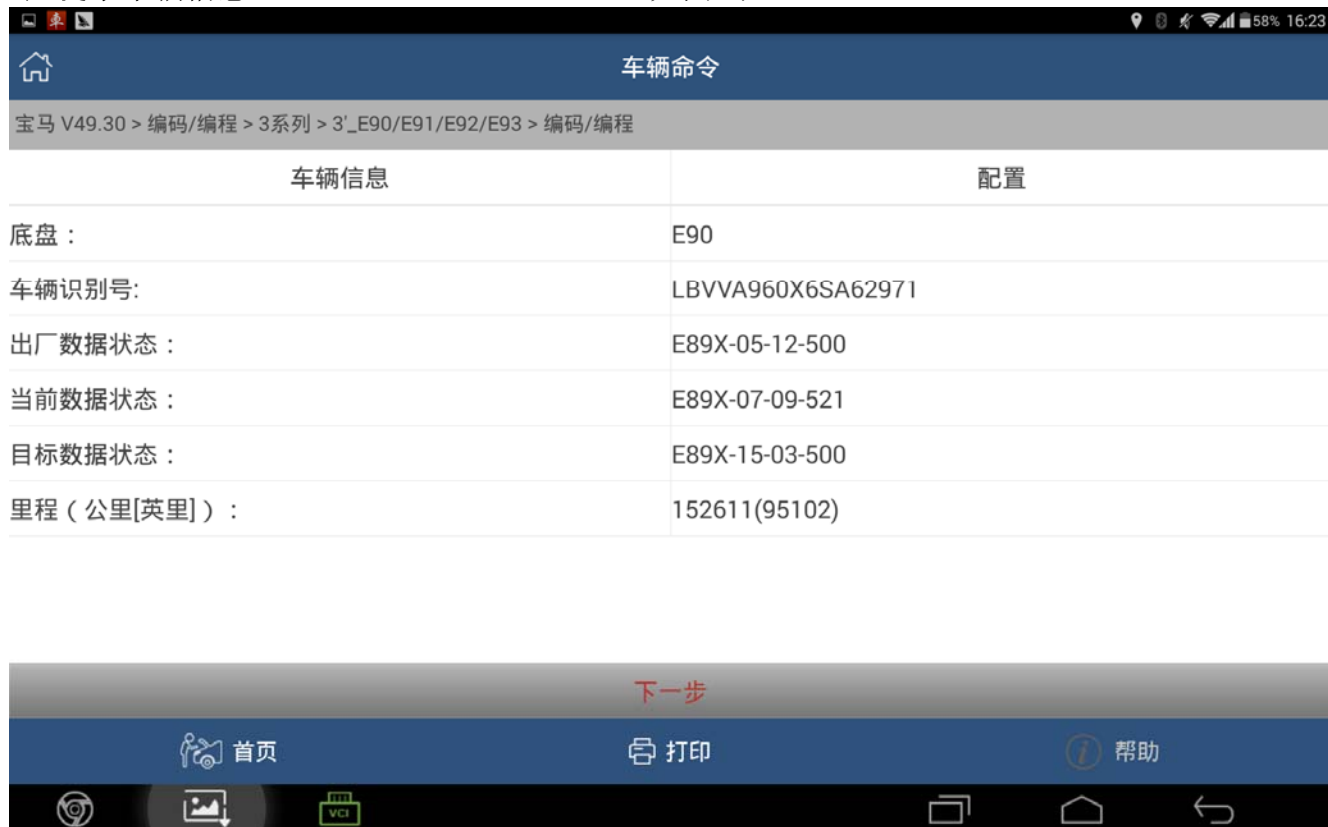 車
58% 16:23
车辆命令
宝马 V49.30 > 编码/编程 > 3系列 > 3'_E90/E91/E92/E93 > 编码/编程
车辆信息 配置
底盘： E90
车辆识别号: LBVVA960X6SA62971
出厂数据状态： E89X-05-12-500
当前数据状态： E89X-07-09-521
目标数据状态： E89X-15-03-500
里程（公里[英里]）： 152611(95102)
下一步
首页 打印 i 帮助
VCI